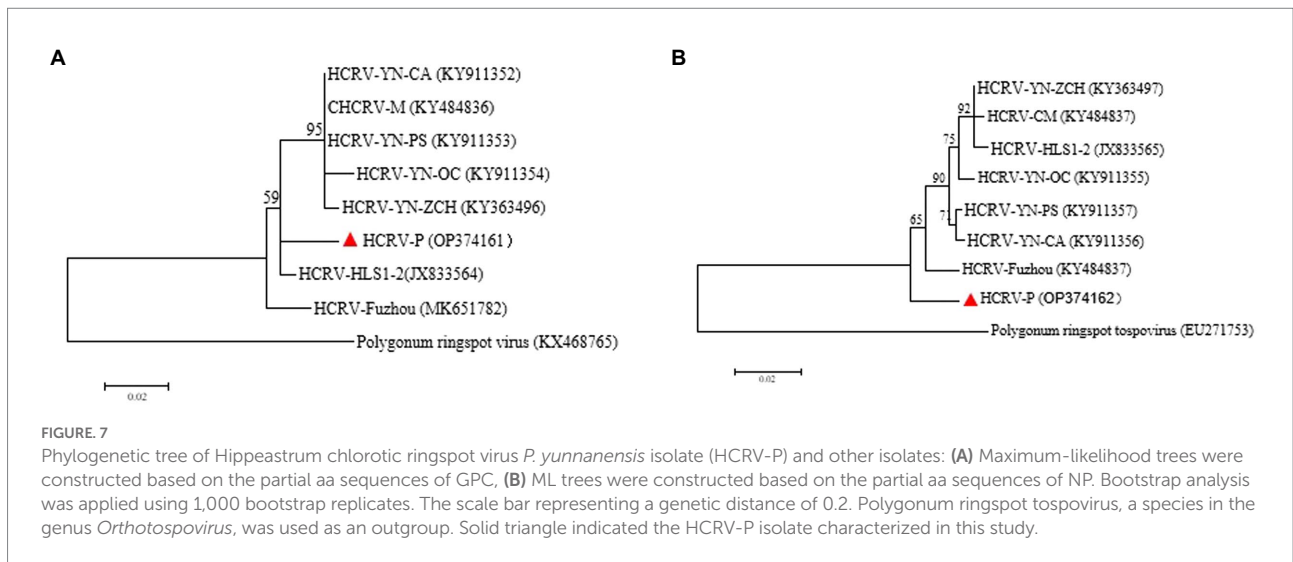 A
HCRV-YN-CA (KY911352)
CHCRV-M (KY484836)
95
HCRV-YN-PS (KY911353)
HCRV-YN-OC (KY911354)
59
HCRV-YN-ZCH (KY363496)
HCRV-P (OP374161)
HCRV-HLS1-2(JX833564)
HCRV-Fuzhou (MK651782)
Polygonum ringspot virus (KX468765)
0.02
B
HCRV-YN-ZCH (KY363497)
92
HCRV-CM (KY484837)
75
HCRV-HLS1-2 (JX833565)
90
HCRV-YN-OC (KY911355)
71
HCRV-YN-PS (KY911357)
65
HCRV-YN-CA (KY911356)
HCRV-Fuzhou (KY484837)
HCRV-P (OP374162)
Polygonum ringspot tospovirus (EU271753)
0.02
FIGURE. 7
Phylogenetic tree of Hippeastrum chlorotic ringspot virus P. yunnanensis isolate (HCRV-P) and other isolates: (A) Maximum-likelihood trees were
constructed based on the partial aa sequences of GPC, (B) ML trees were constructed based on the partial aa sequences of NP. Bootstrap analysis
was applied using 1,000 bootstrap replicates. The scale bar representing a genetic distance of 0.2. Polygonum ringspot tospovirus, a species in the
genus Orthotospovirus, was used as an outgroup. Solid triangle indicated the HCRV-P isolate characterized in this study.